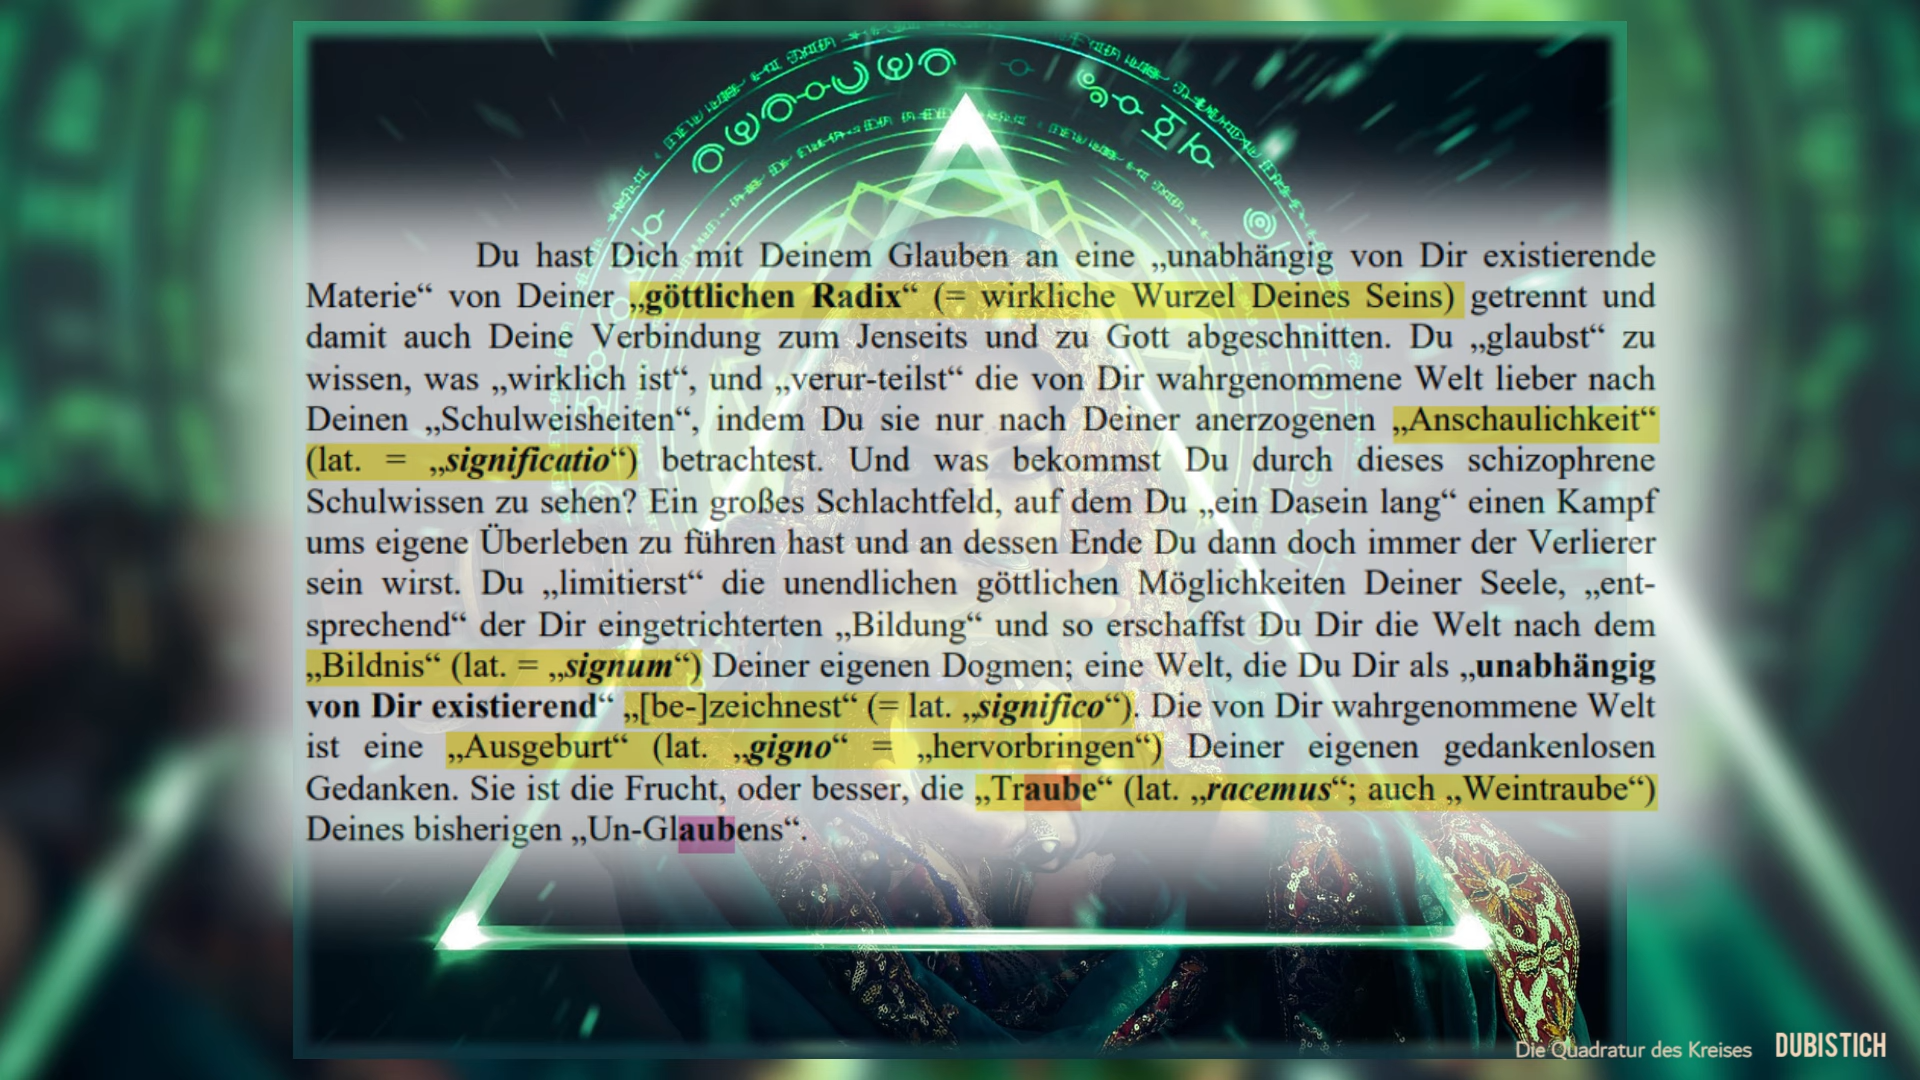 Du hast Dich mit Deinem Glauben an eine „unabhängig von Dir existierende
Materie“ von Deiner „göttlichen Radix“ (= wirkliche Wurzel Deines Seins) getrennt und
damit auch Deine Verbindung zum Jenseits und zu Gott abgeschnitten. Du „glaubst“ zu
wissen, was „wirklich ist“, und „verur-teilst“ die von Dir wahrgenommene Welt lieber nach
Deinen „Schulweisheiten“, indem Du sie nur nach Deiner anerzogenen „Anschaulichkeit“
(lat. = „significatio“) betrachtest. Und was bekommst Du durch dieses schizophrene
Schulwissen zu sehen? Ein großes Schlachtfeld, auf dem Du „ein Dasein lang“ einen Kampf
ums eigene Überleben zu führen hast und an dessen Ende Du dann doch immer der Verlierer
sein wirst. Du „limitierst“ die unendlichen göttlichen Möglichkeiten Deiner Seele, „ent-
sprechend“ der Dir eingetrichterten „Bildung“ und so erschaffst Du Dir die Welt nach dem
„Bildnis“ (lat. = „signum“) Deiner eigenen Dogmen; eine Welt, die Du Dir als „unabhängig
von Dir existierend“ „[be-]zeichnest“ (= lat. „significo“). Die von Dir wahrgenommene Welt
ist eine „Ausgeburt“ (lat. „gigno“ = „hervorbringen“) Deiner eigenen gedankenlosen
Gedanken. Sie ist die Frucht, oder besser, die „Traube“ (lat. „racemus“; auch „Weintraube“)
Deines bisherigen „Un-Glaubens“.
Die Quadratur des Kreises DUBISTICH